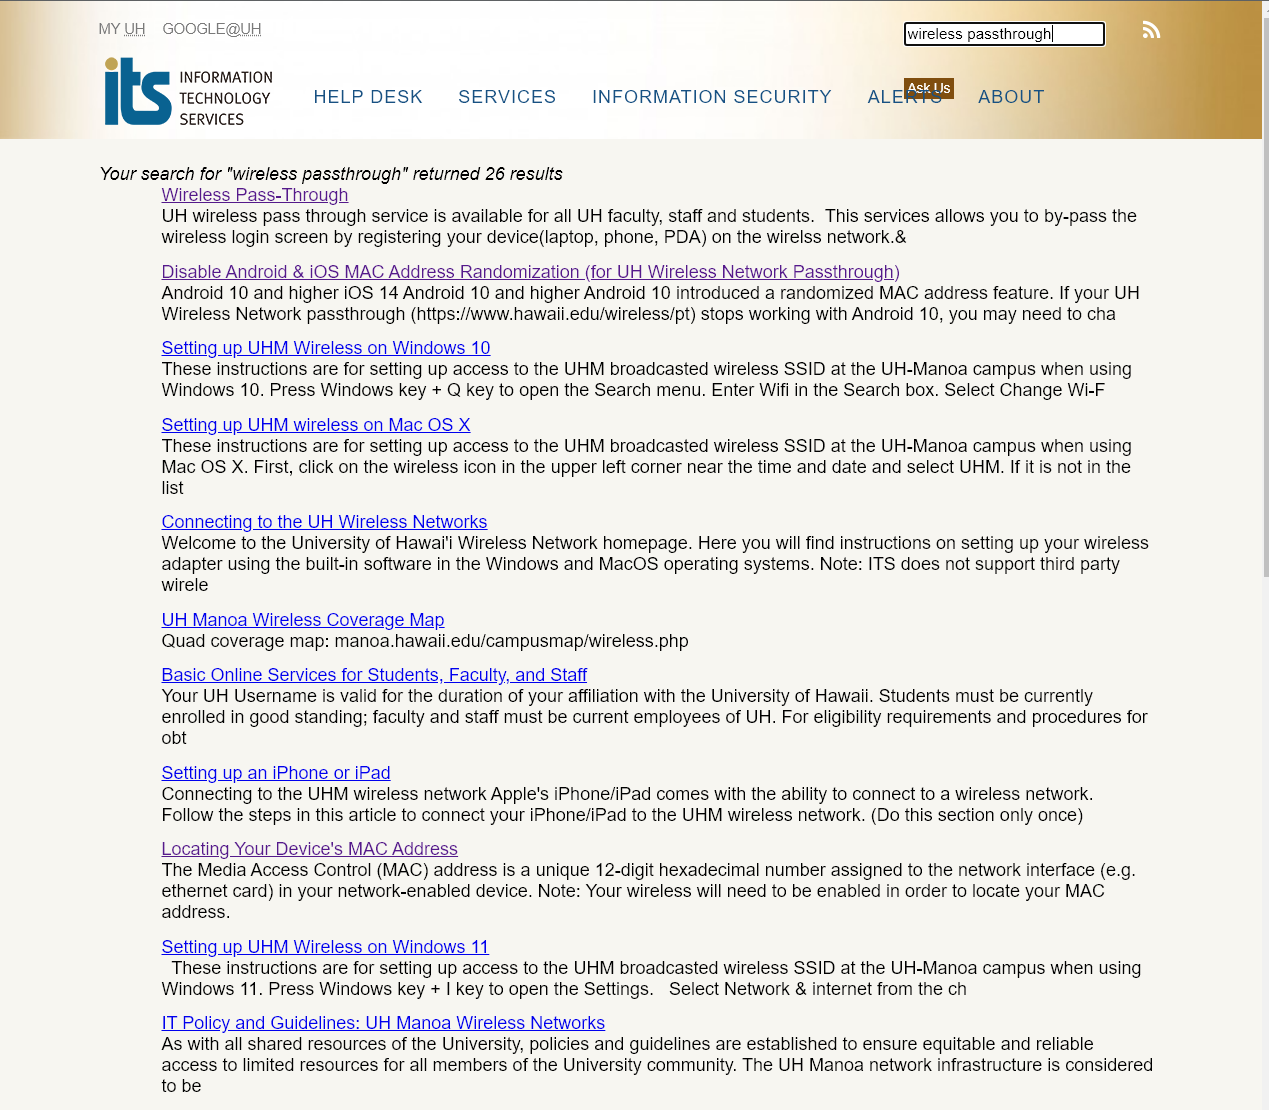 MY UH GOOGLE@UH
wireless passthrough
its INFORMATION
TECHNOLOGY
SERVICES
HELP DESK SERVICES INFORMATION SECURITY ALERTS ABOUT
Ask Us
Your search for "wireless passthrough" returned 26 results
Wireless Pass-Through
UH wireless pass through service is available for all UH faculty, staff and students.  This services allows you to by-pass the
wireless login screen by registering your device(laptop, phone, PDA) on the wirelss network.&
Disable Android & iOS MAC Address Randomization (for UH Wireless Network Passthrough)
Android 10 and higher iOS 14 Android 10 and higher Android 10 introduced a randomized MAC address feature. If your UH
Wireless Network passthrough (https://www.hawaii.edu/wireless/pt) stops working with Android 10, you may need to cha
Setting up UHM Wireless on Windows 10
These instructions are for setting up access to the UHM broadcasted wireless SSID at the UH-Manoa campus when using
Windows 10. Press Windows key + Q key to open the Search menu. Enter Wifi in the Search box. Select Change Wi-F
Setting up UHM wireless on Mac OS X
These instructions are for setting up access to the UHM broadcasted wireless SSID at the UH-Manoa campus when using
Mac OS X. First, click on the wireless icon in the upper left corner near the time and date and select UHM. If it is not in the
list
Connecting to the UH Wireless Networks
Welcome to the University of Hawai'i Wireless Network homepage. Here you will find instructions on setting up your wireless
adapter using the built-in software in the Windows and MacOS operating systems. Note: ITS does not support third party
wirele
UH Manoa Wireless Coverage Map
Quad coverage map: manoa.hawaii.edu/campusmap/wireless.php
Basic Online Services for Students, Faculty, and Staff
Your UH Username is valid for the duration of your affiliation with the University of Hawaii. Students must be currently
enrolled in good standing; faculty and staff must be current employees of UH. For eligibility requirements and procedures for
obt
Setting up an iPhone or iPad
Connecting to the UHM wireless network Apple's iPhone/iPad comes with the ability to connect to a wireless network.
Follow the steps in this article to connect your iPhone/iPad to the UHM wireless network. (Do this section only once)
Locating Your Device's MAC Address
The Media Access Control (MAC) address is a unique 12-digit hexadecimal number assigned to the network interface (e.g.
ethernet card) in your network-enabled device. Note: Your wireless will need to be enabled in order to locate your MAC
address.
Setting up UHM Wireless on Windows 11
These instructions are for setting up access to the UHM broadcasted wireless SSID at the UH-Manoa campus when using
Windows 11. Press Windows key + I key to open the Settings.   Select Network & internet from the ch
IT Policy and Guidelines: UH Manoa Wireless Networks
As with all shared resources of the University, policies and guidelines are established to ensure equitable and reliable
access to limited resources for all members of the University community. The UH Manoa network infrastructure is considered
to be